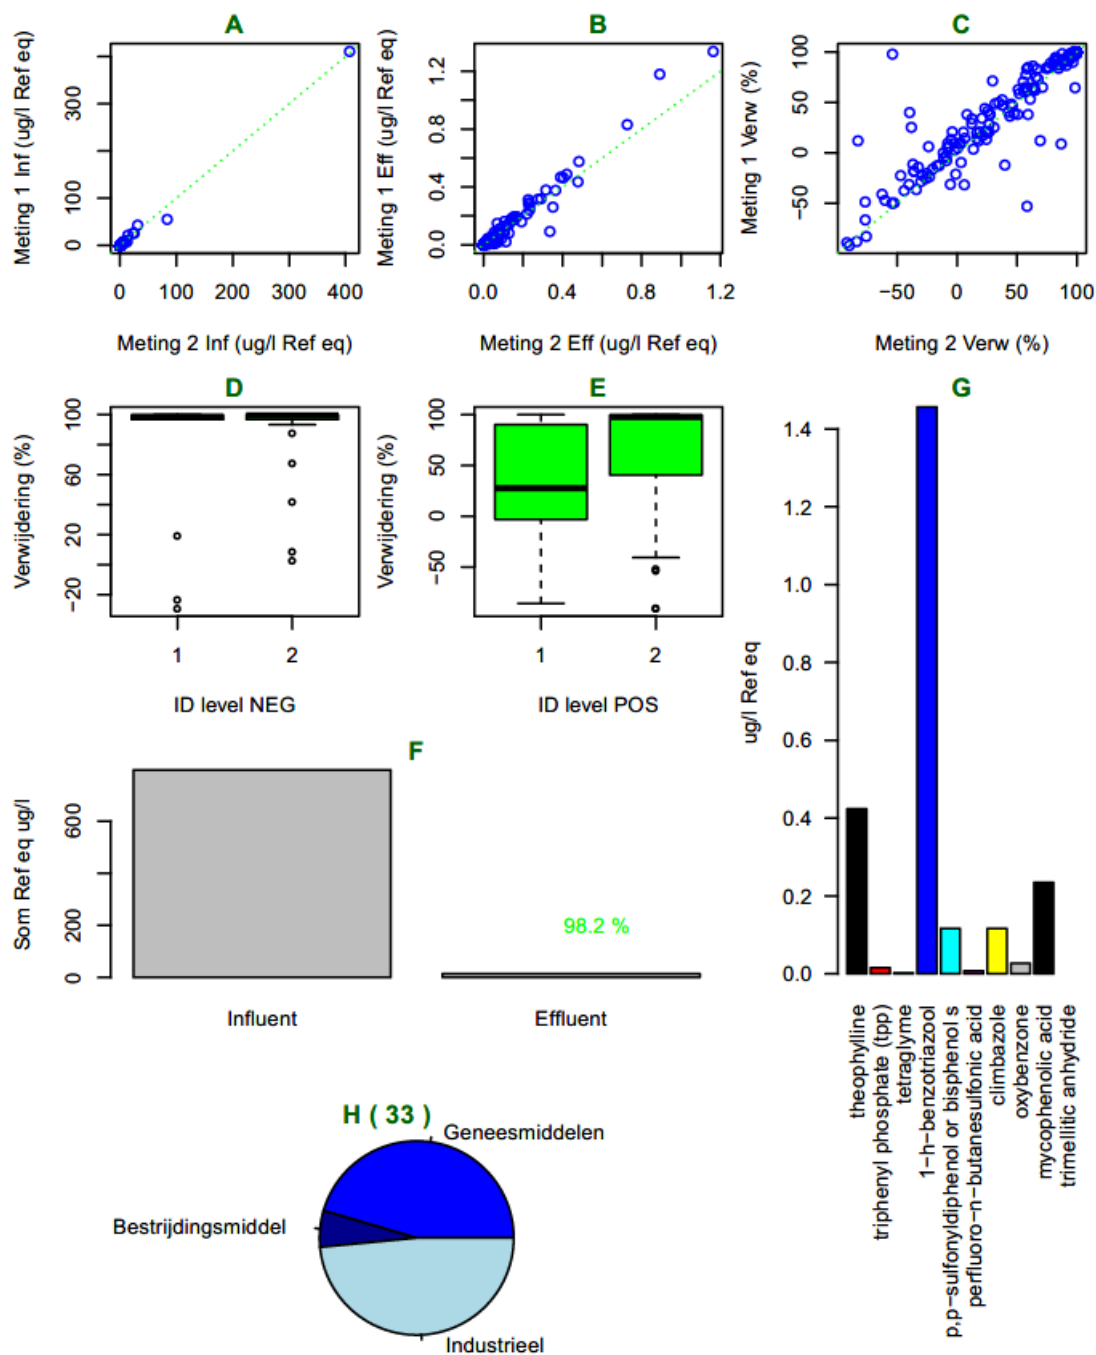 A
Meting 1 Inf (ug/l Ref eq)
0 100 300
0 100 200 300 400
Meting 2 Inf (ug/l Ref eq)
B
Meting 1 Eff (ug/l Ref eq)
0.0 0.4 0.8 1.2
0.0 0.4 0.8 1.2
Meting 2 Eff (ug/l Ref eq)
C
Meting 1 Verw (%)
−50 0 50 100
−50 0 50 100
Meting 2 Verw (%)
D
Verwijdering (%)
−20 20 60 100
1 2
ID level NEG
E
Verwijdering (%)
−50 0 50 100
1 2
ID level POS
F
Som Ref eq ug/l
0 200 600
98.2 %
Influent Effluent
G
ug/l Ref eq
1.4
1.2
1.0
0.8
0.6
0.4
0.2
0.0
theophylline
triphenyl phosphate (tpp)
tetraglyme
1−h−benzotriazool
p,p−sulfonyldiphenol or bisphenol s
perfluoro−n−butanesulfonic acid
climbazole
oxybenzone
mycophenolic acid
trimellitic anhydride
H ( 33 )
Geneesmiddelen
Bestrijdingsmiddel
Industrieel